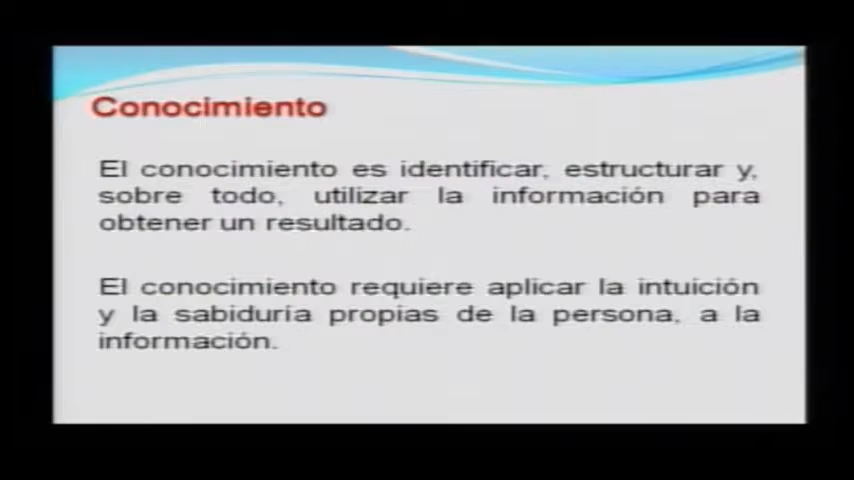 Conocimiento
El conocimiento es identificar, estructurar y,
sobre todo, utilizar la información para
obtener un resultado.
El conocimiento requiere aplicar la intuición
y la sabiduría propias de la persona, a la
información.